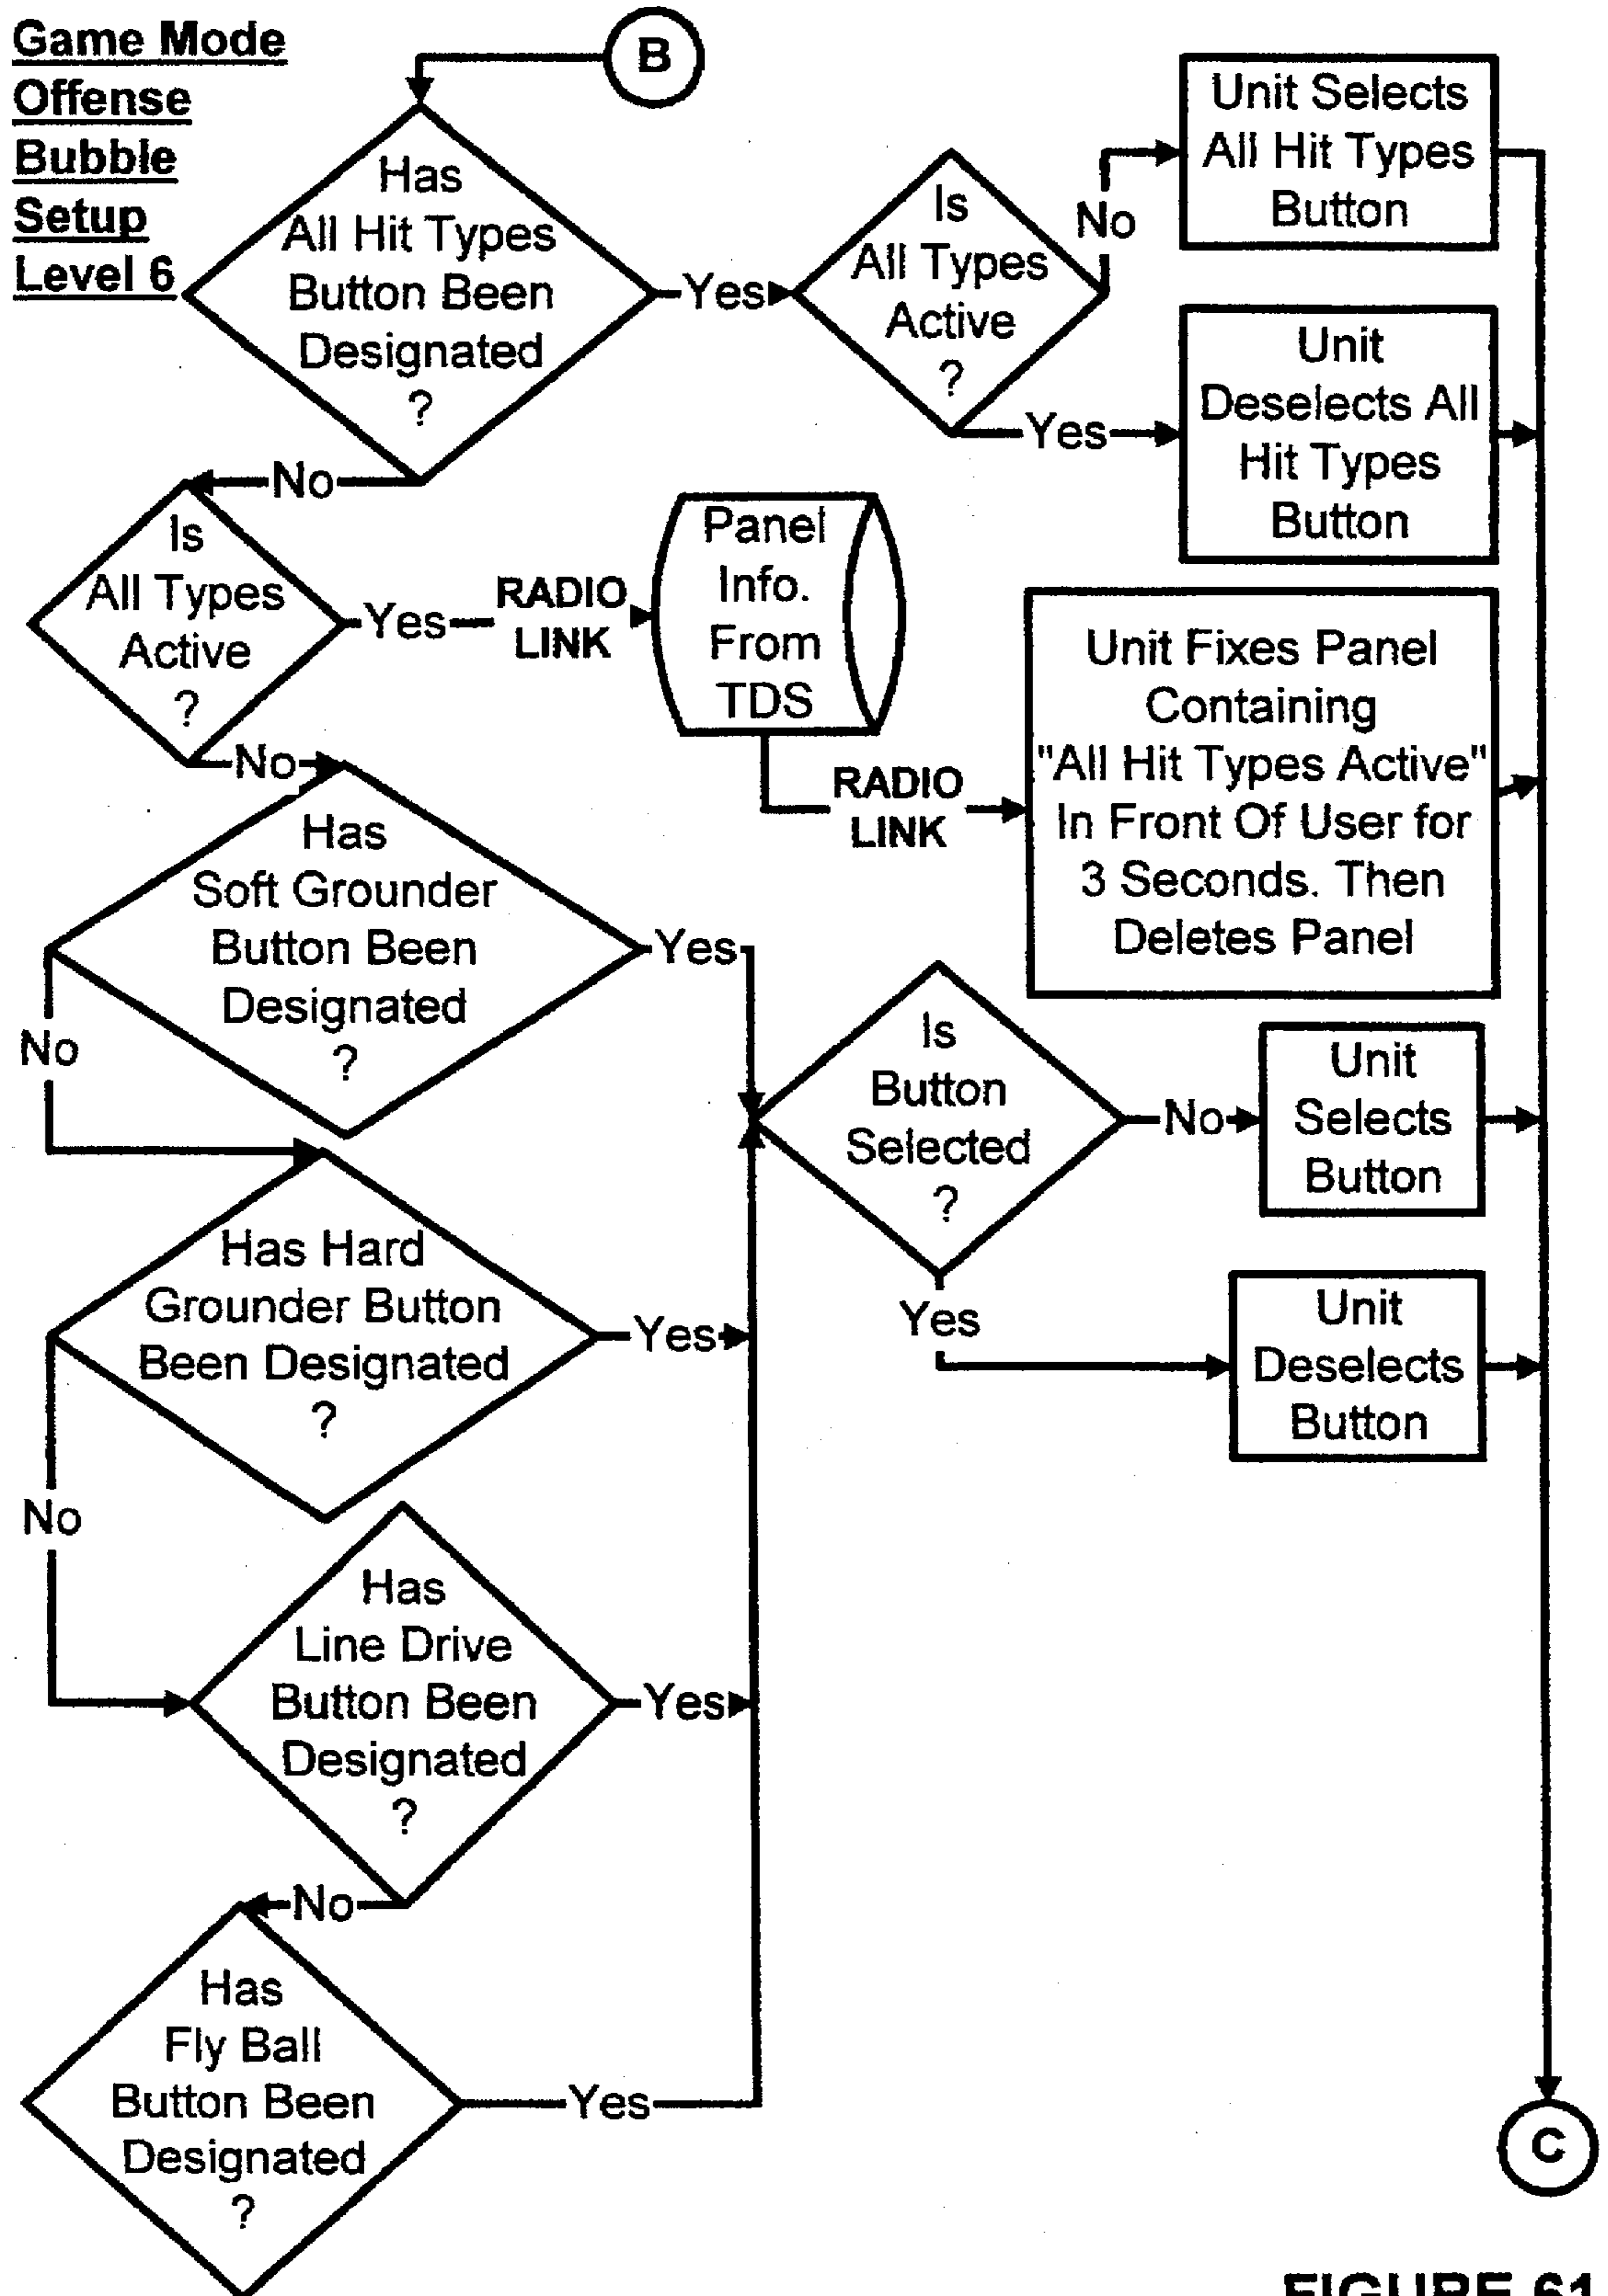 Game Mode
Offense
Bubble
Setup
Level 6
B
Has
All Hit Types
Button Been
Designated
?
Yes
Is
All Types
Active
?
No
Unit Selects
All Hit Types
Button
Yes
Unit
Deselects All
Hit Types
Button
No
Is
All Types
Active
?
Yes
RADIO
LINK
Panel
Info.
From
TDS
RADIO
LINK
Unit Fixes Panel
Containing
"All Hit Types Active"
In Front Of User for
3 Seconds. Then
Deletes Panel
No
Has
Soft Grounder
Button Been
Designated
?
Yes
No
Is
Button
Selected
?
No
Unit
Selects
Button
Yes
Unit
Deselects
Button
Has Hard
Grounder Button
Been Designated
?
Yes
No
Has
Line Drive
Button Been
Designated
?
Yes
No
Has
Fly Ball
Button Been
Designated
?
Yes
C
FIGURE 61